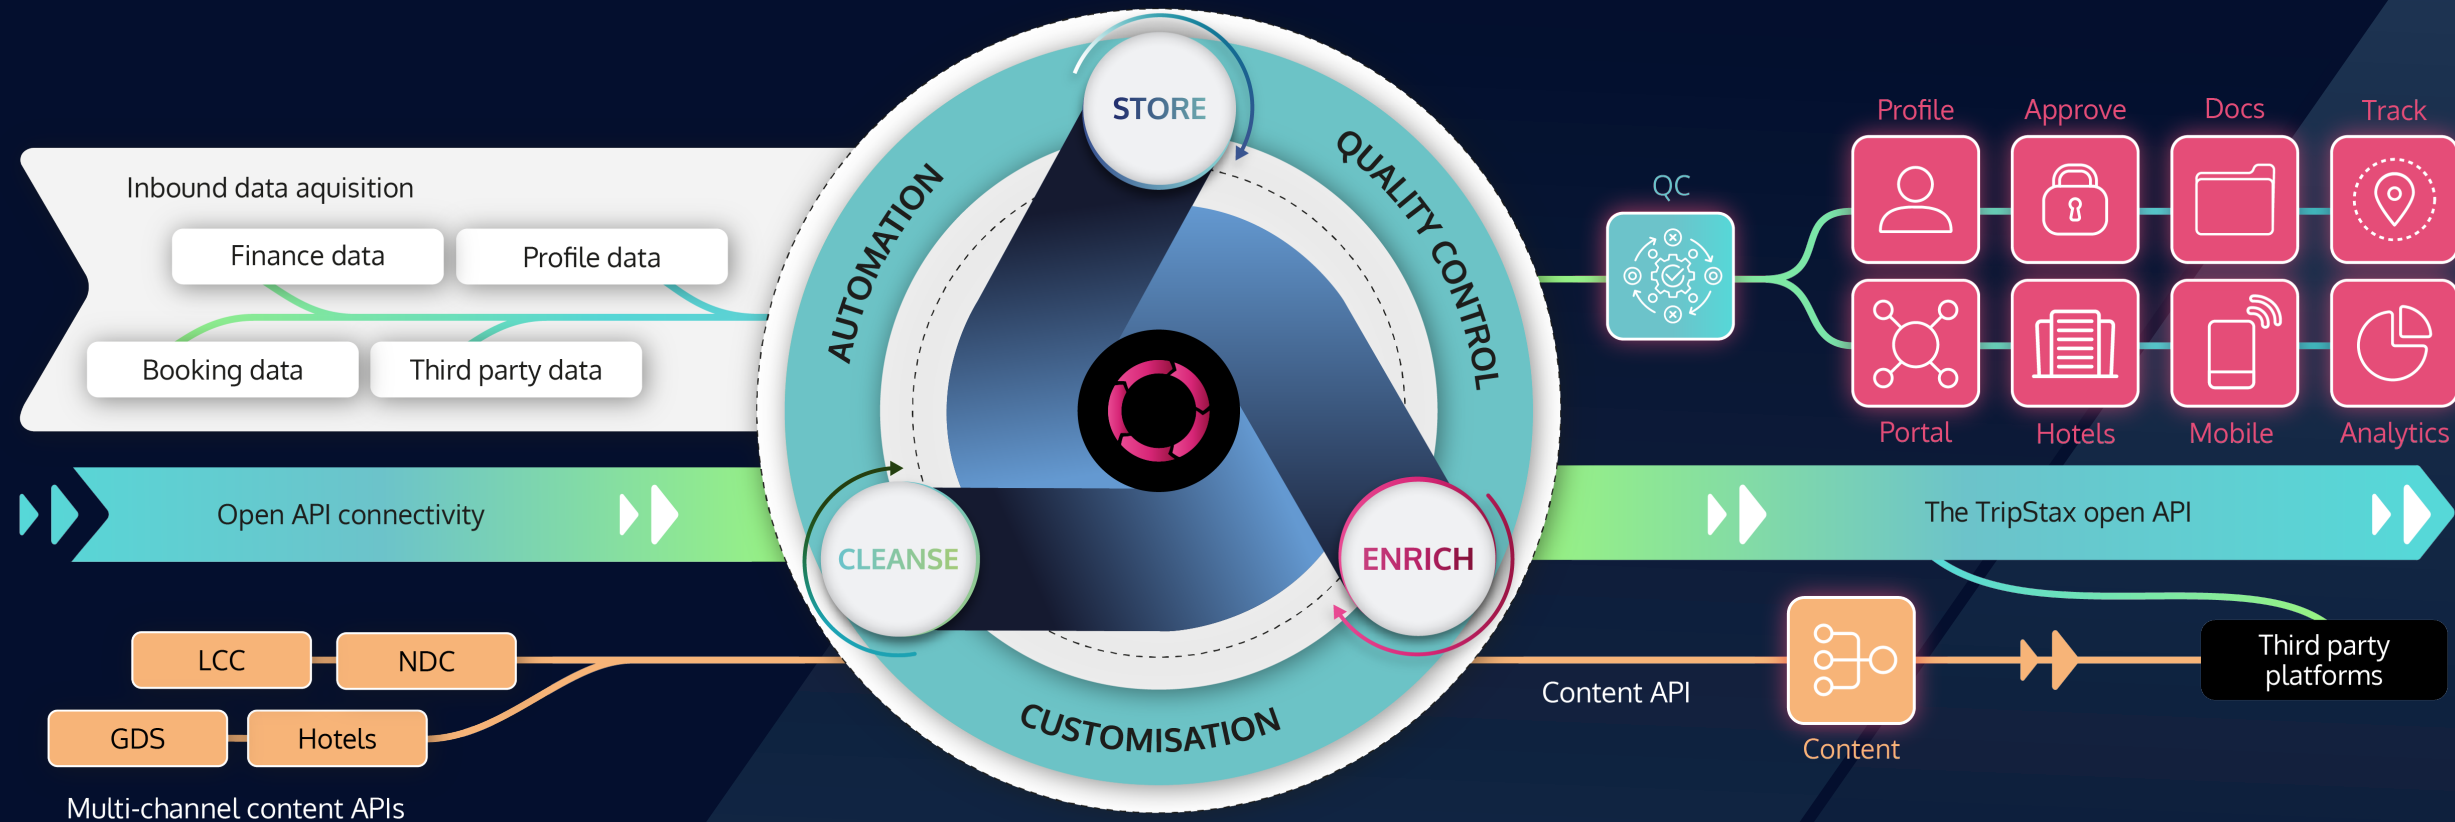 Inbound data aquisition
Finance data
Profile data
Booking data
Third party data
Open API connectivity
LCC
NDC
GDS
Hotels
Multi-channel content APIs
STORE
AUTOMATION
QUALITY CONTROL
CLEANSE
ENRICH
CUSTOMISATION
QC
Profile
Approve
Docs
Track
Portal
Hotels
Mobile
Analytics
The TripStax open API
Content API
Content
Third party
platforms